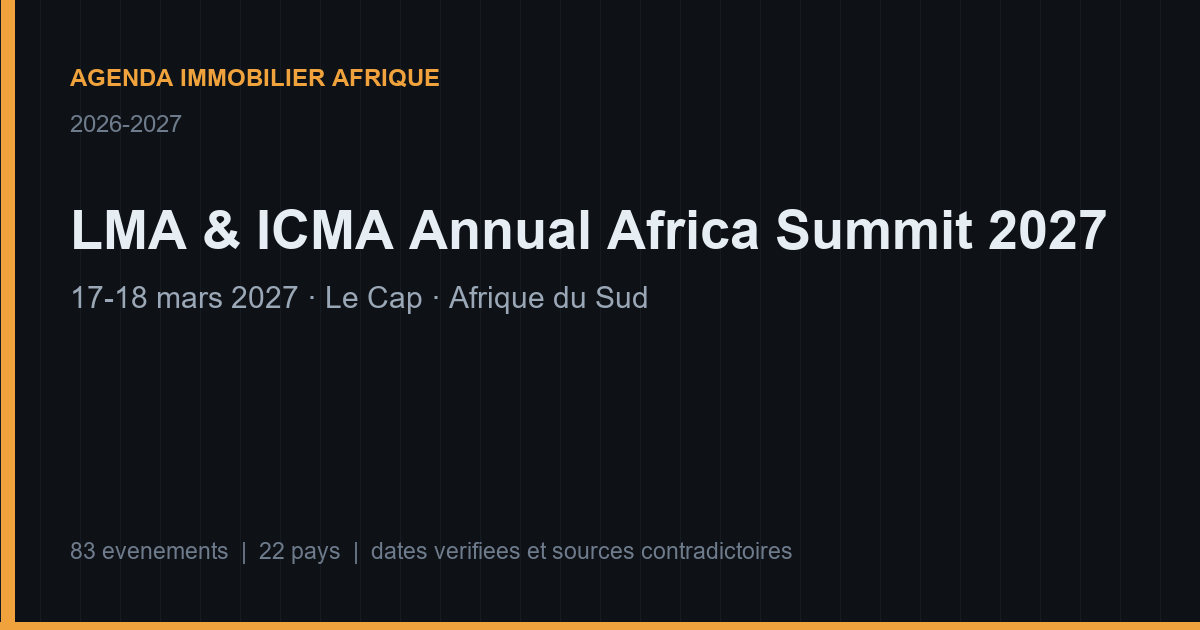 AGENDA IMMOBILIER AFRIQUE
2026-2027
LMA & ICMA Annual Africa Summit 2027
17-18 mars 2027 · Le Cap · Afrique du Sud
83 evenements | 22 pays | dates verifiees et sources contradictoires